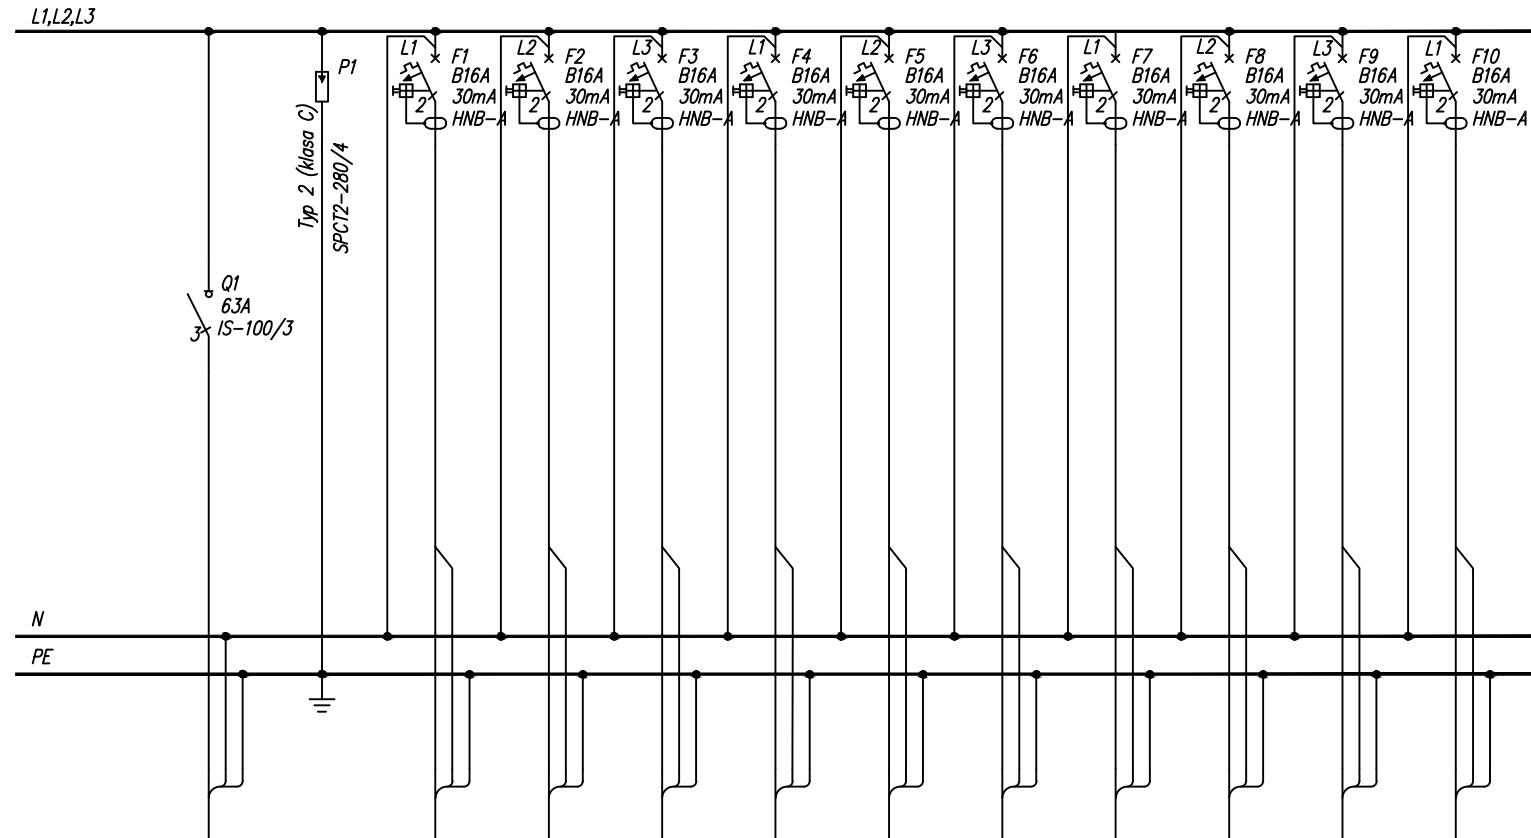 L1,L2,L3
P1
Typ 2 (klasa C)
SPCT2-280/4
Q1
63A
IS-100/3
3
L1
F1
B16A
30mA
2
HNB-A
L2
F2
B16A
30mA
2
HNB-A
L3
F3
B16A
30mA
2
HNB-A
L1
F4
B16A
30mA
2
HNB-A
L2
F5
B16A
30mA
2
HNB-A
L3
F6
B16A
30mA
2
HNB-A
L1
F7
B16A
30mA
2
HNB-A
L2
F8
B16A
30mA
2
HNB-A
L3
F9
B16A
30mA
2
HNB-A
L1
F10
B16A
30mA
2
HNB-A
N
PE